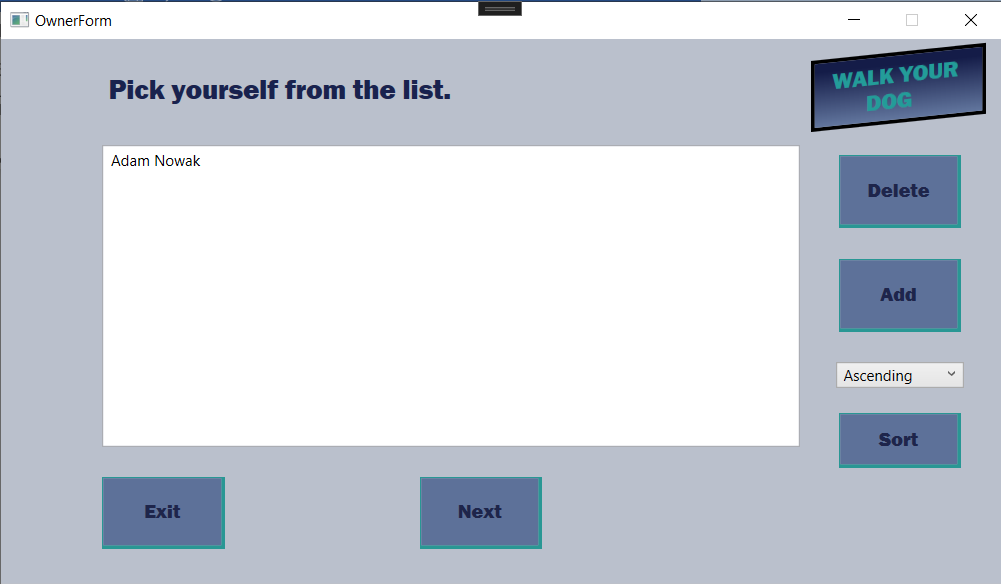 OwnerForm
Pick yourself from the list.
WALK YOUR
DOG
Adam Nowak
Delete
Add
Ascending
Sort
Exit
Next